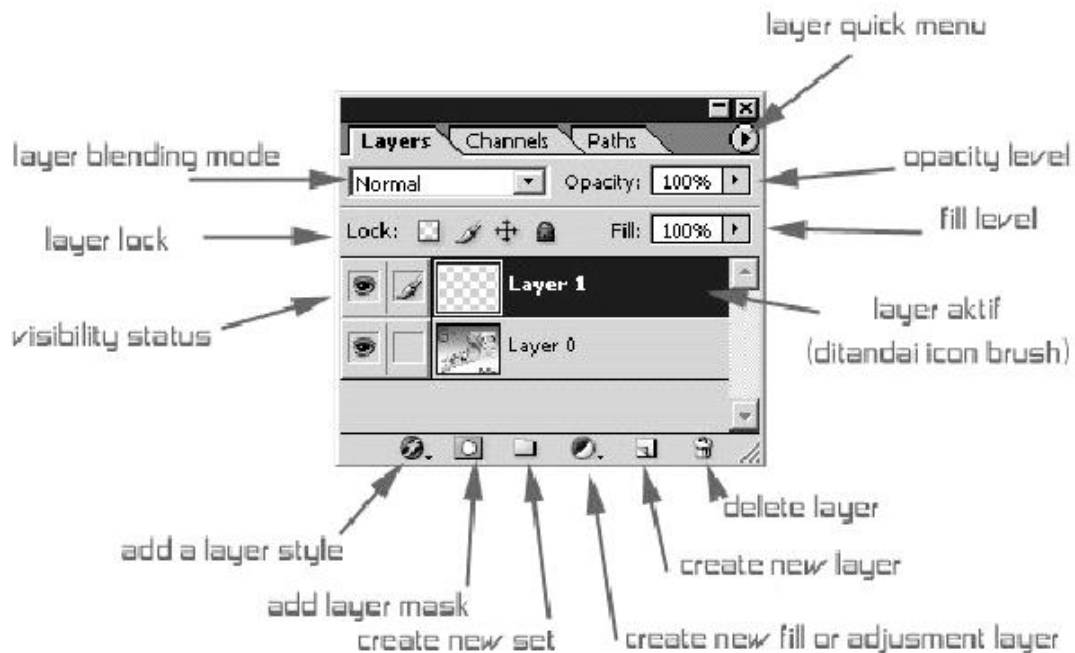 layer quick menu
Layers Channels Paths
layer blending mode
opacity level
Normal Opacity: 100%
layer lock
fill level
Lock: Fill: 100%
Layer 1
visibility status
layer aktif
(ditandai icon brush)
Layer 0
delete layer
add a layer style
create new layer
add layer mask
create new set
create new fill or adjusment layer